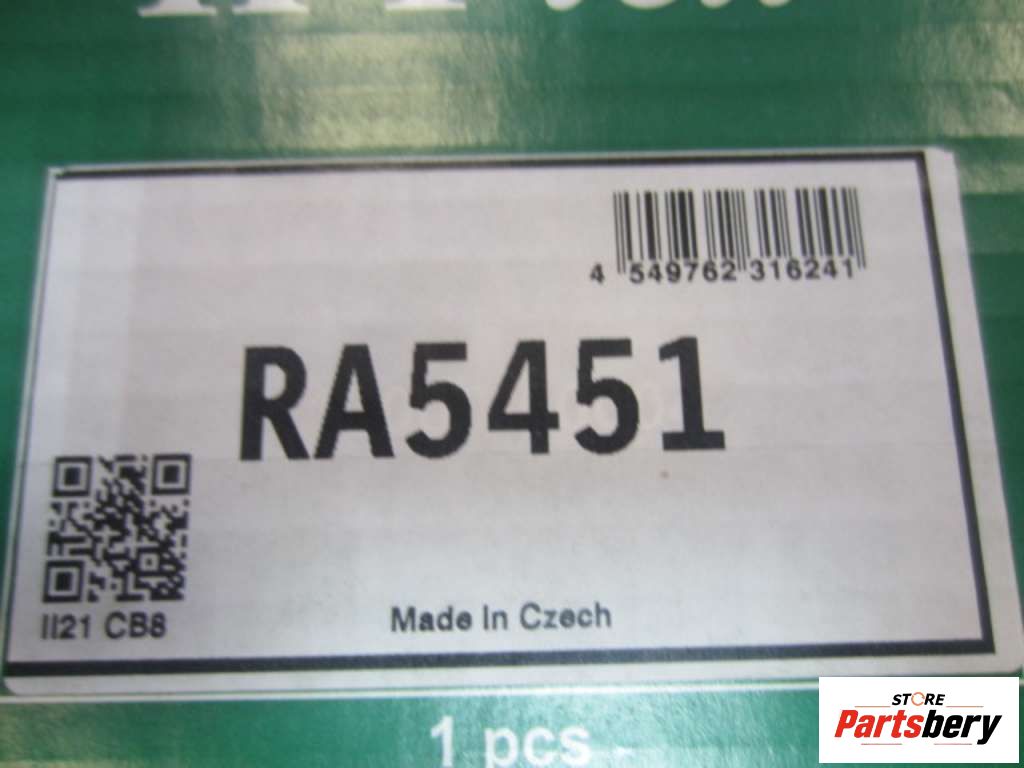 4 549762 316241
RA5451
II21 CB8
Made In Czech
1 pcs
STORE
Partsbery